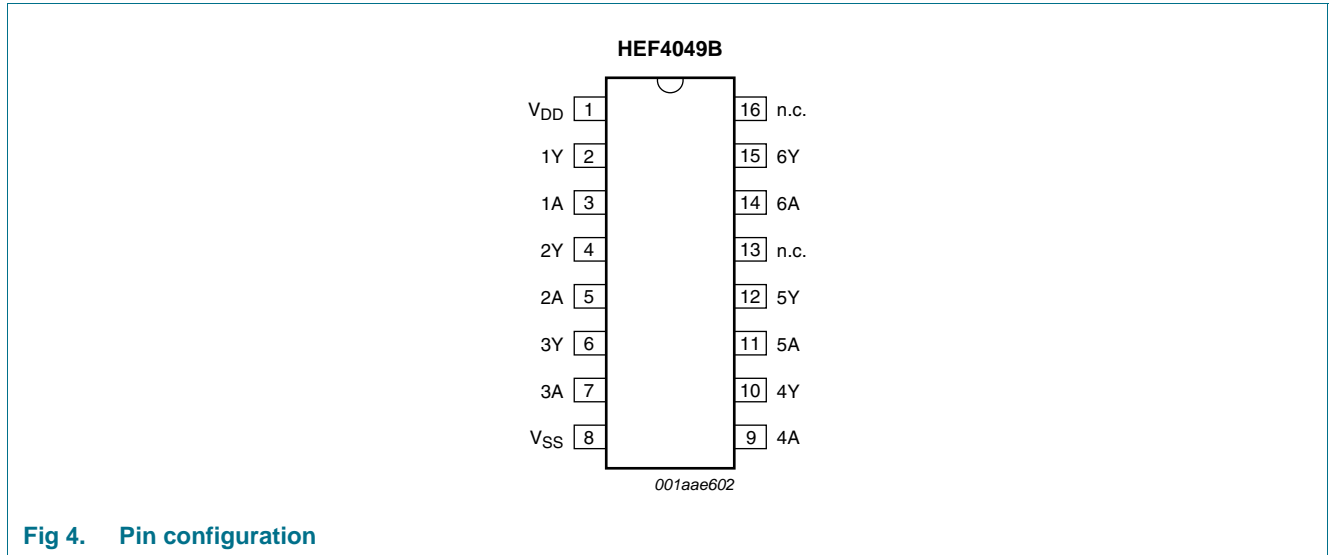 HEF4049B
VDD 1 16 n.c.
1Y 2 15 6Y
1A 3 14 6A
2Y 4 13 n.c.
2A 5 12 5Y
3Y 6 11 5A
3A 7 10 4Y
VSS 8 9 4A
001aae602
Fig 4. Pin configuration